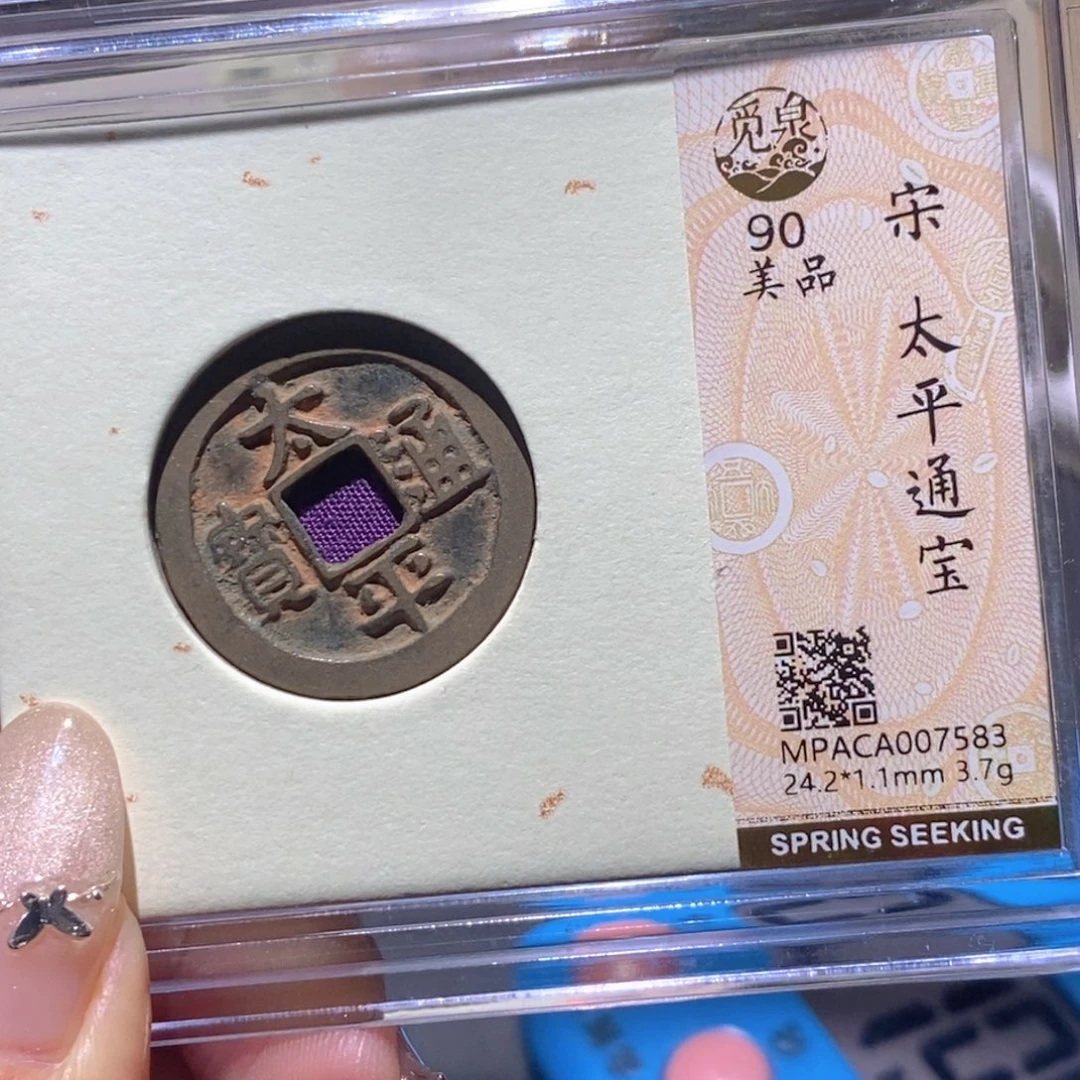 太平通寶
觅泉
90
美品
宋 太平通宝
MPACA007583
24.2*1.1mm 3.7g
SPRING SEEKING